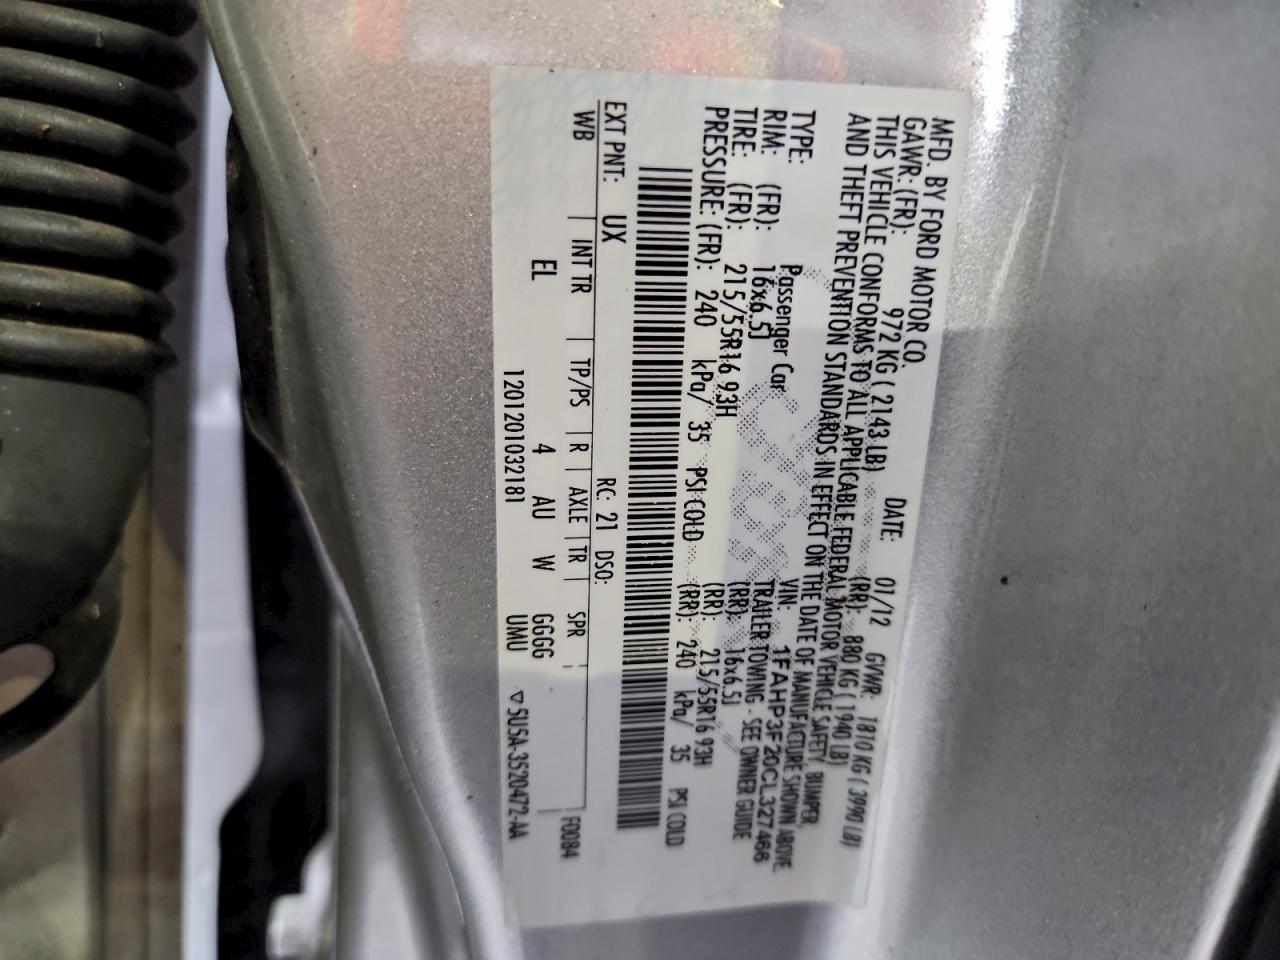 MFD. BY FORD MOTOR CO.
DATE: 01/12 GVWR: 1810 KG ( 3990 LB)
GAWR: (FR): 972 KG ( 2143 LB) (RR): 880 KG ( 1940 LB)
THIS VEHICLE CONFORMS TO ALL APPLICABLE FEDERAL MOTOR VEHICLE SAFETY, BUMPER,
AND THEFT PREVENTION STANDARDS IN EFFECT ON THE DATE OF MANUFACTURE SHOWN ABOVE.
VIN: 1FAHP3F20CL327466
TYPE: Passenger Car TRAILER TOWING - SEE OWNER GUIDE
RIM: (FR): 16x6.5J (RR): 16x6.5J
TIRE: (FR): 215/55R16 93H (RR): 215/55R16 93H
PRESSURE: (FR): 240 kPa/ 35 PSI COLD (RR): 240 kPa/ 35 PSI COLD
EXT PNT: UX RC: 21 DSO: F0084
WB INT TR TP/PS R AXLE TR SPR
EL 4 AU W GGGG
UMU
1201201032181 ▽5U5A-3520472-AA